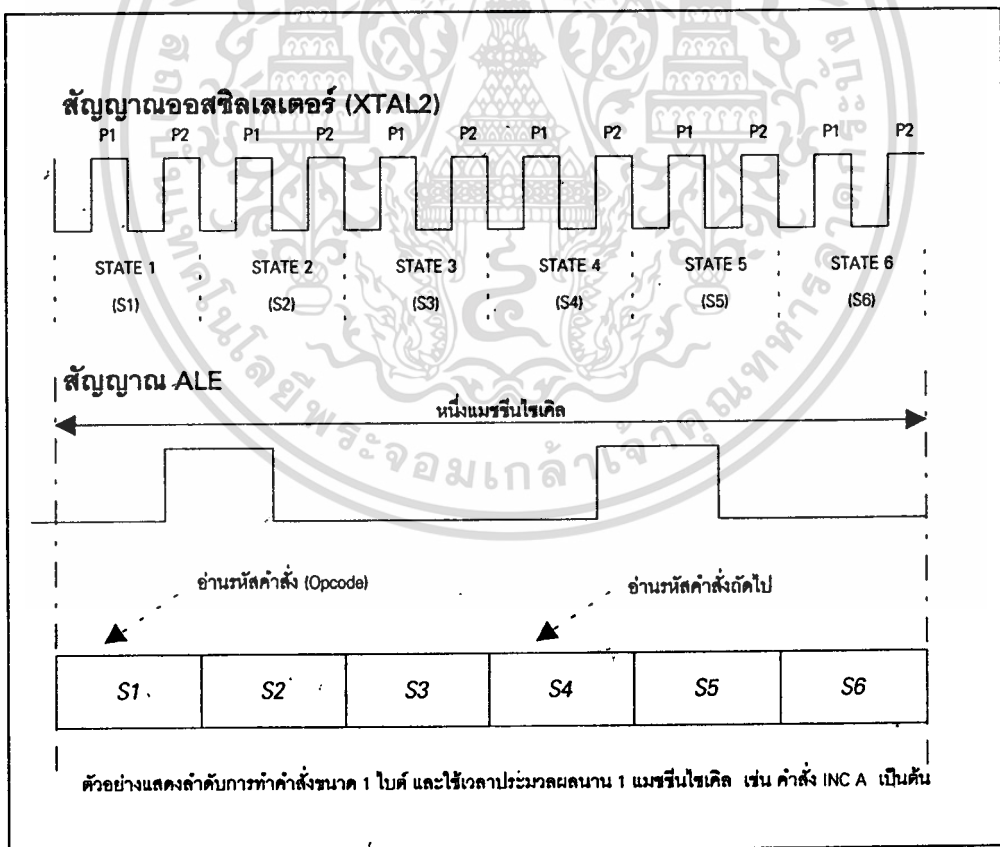 สัญญาณออสซิลเลเตอร์ (XTAL2)
P1 P2 P1 P2 P1 P2 P1 P2 P1 P2 P1 P2
STATE 1 STATE 2 STATE 3 STATE 4 STATE 5 STATE 6
(S1) (S2) (S3) (S4) (S5) (S6)
สัญญาณ ALE
หนึ่งแมชชีนไซเคิล
อ่านรหัสคำสั่ง (Opcode) อ่านรหัสคำสั่งถัดไป
S1 S2 S3 S4 S5 S6
ตัวอย่างแสดงลำดับการทำคำสั่งขนาด 1 ไบต์ และใช้เวลาประมวลผลนาน 1 แมชชีนไซเคิล เช่น คำสั่ง INC A เป็นต้น